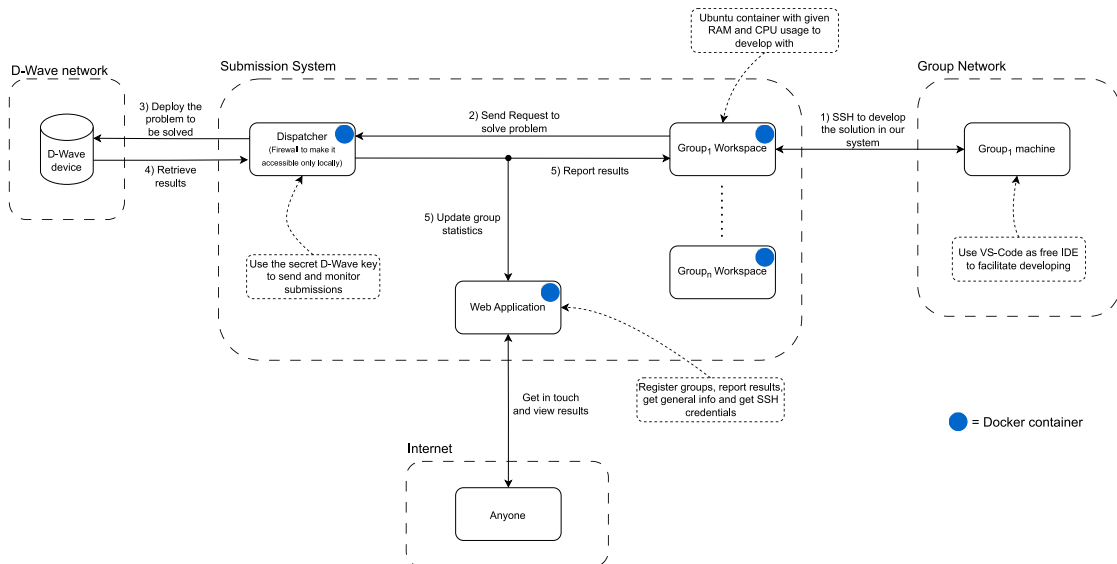 Ubuntu container with given
RAM and CPU usage to
develop with
D-Wave network
Submission System
Group Network
3) Deploy the
problem to
be solved
2) Send Request to
solve problem
1) SSH to develop
the solution in our
system
D-Wave
device
Dispatcher
(Firewall to make it
accessible only locally)
Group₁ Workspace
Group₁ machine
4) Retrieve
results
5) Report results
5) Update group
statistics
Use the secret D-Wave key
to send and monitor
submissions
Groupₙ Workspace
Use VS-Code as free IDE
to facilitate developing
Web Application
Register groups, report results,
get general info and get SSH
credentials
Get in touch
and view results
= Docker container
Internet
Anyone